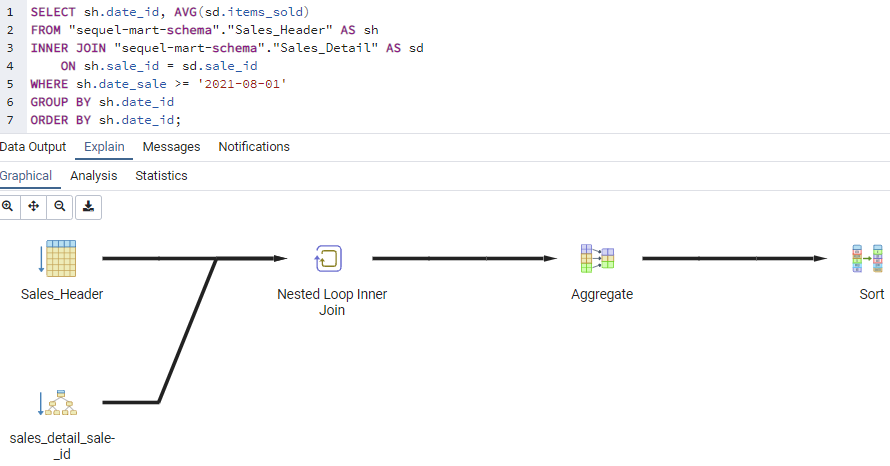 1 SELECT sh.date_id, AVG(sd.items_sold)
2 FROM "sequel-mart-schema"."Sales_Header" AS sh
3 INNER JOIN "sequel-mart-schema"."Sales_Detail" AS sd
4 ON sh.sale_id = sd.sale_id
5 WHERE sh.date_sale >= '2021-08-01'
6 GROUP BY sh.date_id
7 ORDER BY sh.date_id;
Data Output Explain Messages Notifications
Graphical Analysis Statistics
Sales_Header
Nested Loop Inner
Join
Aggregate
Sort
sales_detail_sale-
_id